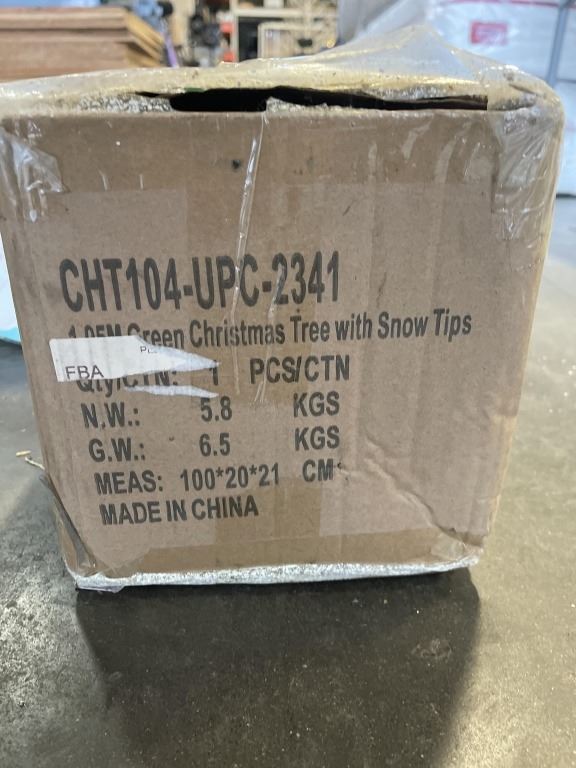 CHT104-UPC-2341
Green Christmas Tree with Snow Tips
FBA
Qty/CTN: 1 PCS/CTN
N.W.: 5.8 KGS
G.W.: 6.5 KGS
MEAS: 100*20*21 CM
MADE IN CHINA